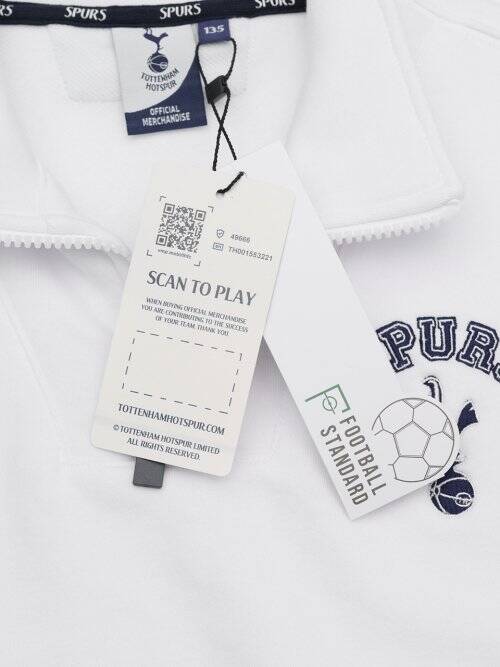 SPURS
SPURS
SPURS
SPURS
135
TOTTENHAM
HOTSPUR
OFFICIAL
MERCHANDISE
49666
TH001553221
SCAN TO PLAY
WHEN BUYING OFFICIAL MERCHANDISE
YOU ARE CONTRIBUTING TO THE SUCCESS
OF YOUR TEAM. THANK YOU.
TOTTENHAMHOTSPUR.COM
© TOTTENHAM HOTSPUR LIMITED
ALL RIGHTS RESERVED.
FOOTBALL
STANDARD
SPURS